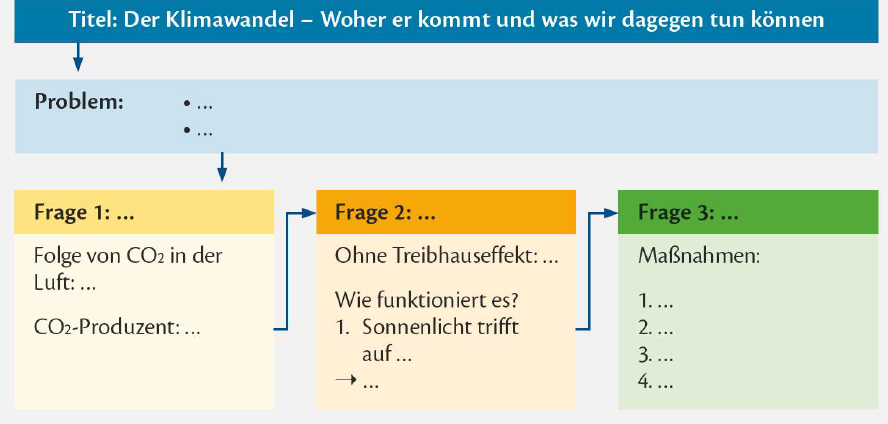 Titel: Der Klimawandel – Woher er kommt und was wir dagegen tun können
Problem:
• ...
• ...
Frage 1: ...
Folge von CO₂ in der
Luft: ...
CO₂-Produzent: ...
Frage 2: ...
Ohne Treibhauseffekt: ...
Wie funktioniert es?
1. Sonnenlicht trifft
auf ...
→ ...
Frage 3: ...
Maßnahmen:
1. ...
2. ...
3. ...
4. ...